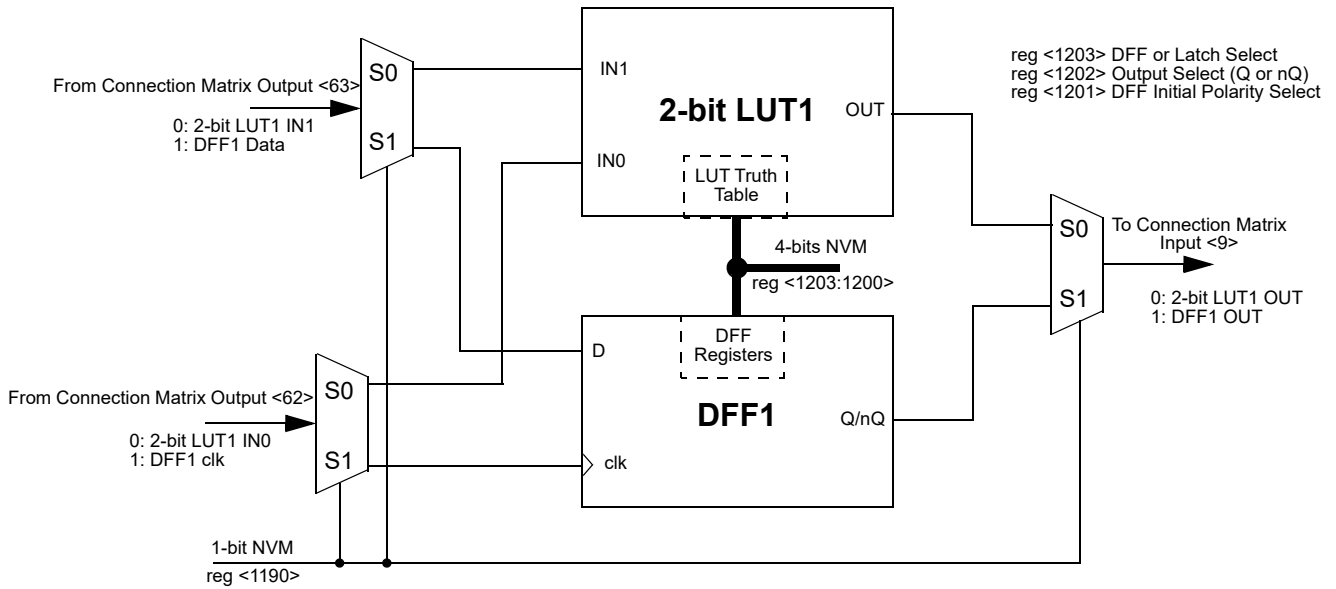 From Connection Matrix Output <63>
0: 2-bit LUT1 IN1
1: DFF1 Data
S0
S1
IN1
IN0
2-bit LUT1
OUT
LUT Truth
Table
reg <1203> DFF or Latch Select
reg <1202> Output Select (Q or nQ)
reg <1201> DFF Initial Polarity Select
4-bits NVM
reg <1203:1200>
S0
S1
To Connection Matrix
Input <9>
0: 2-bit LUT1 OUT
1: DFF1 OUT
From Connection Matrix Output <62>
0: 2-bit LUT1 IN0
1: DFF1 clk
S0
S1
D
clk
DFF
Registers
DFF1
Q/nQ
1-bit NVM
reg <1190>